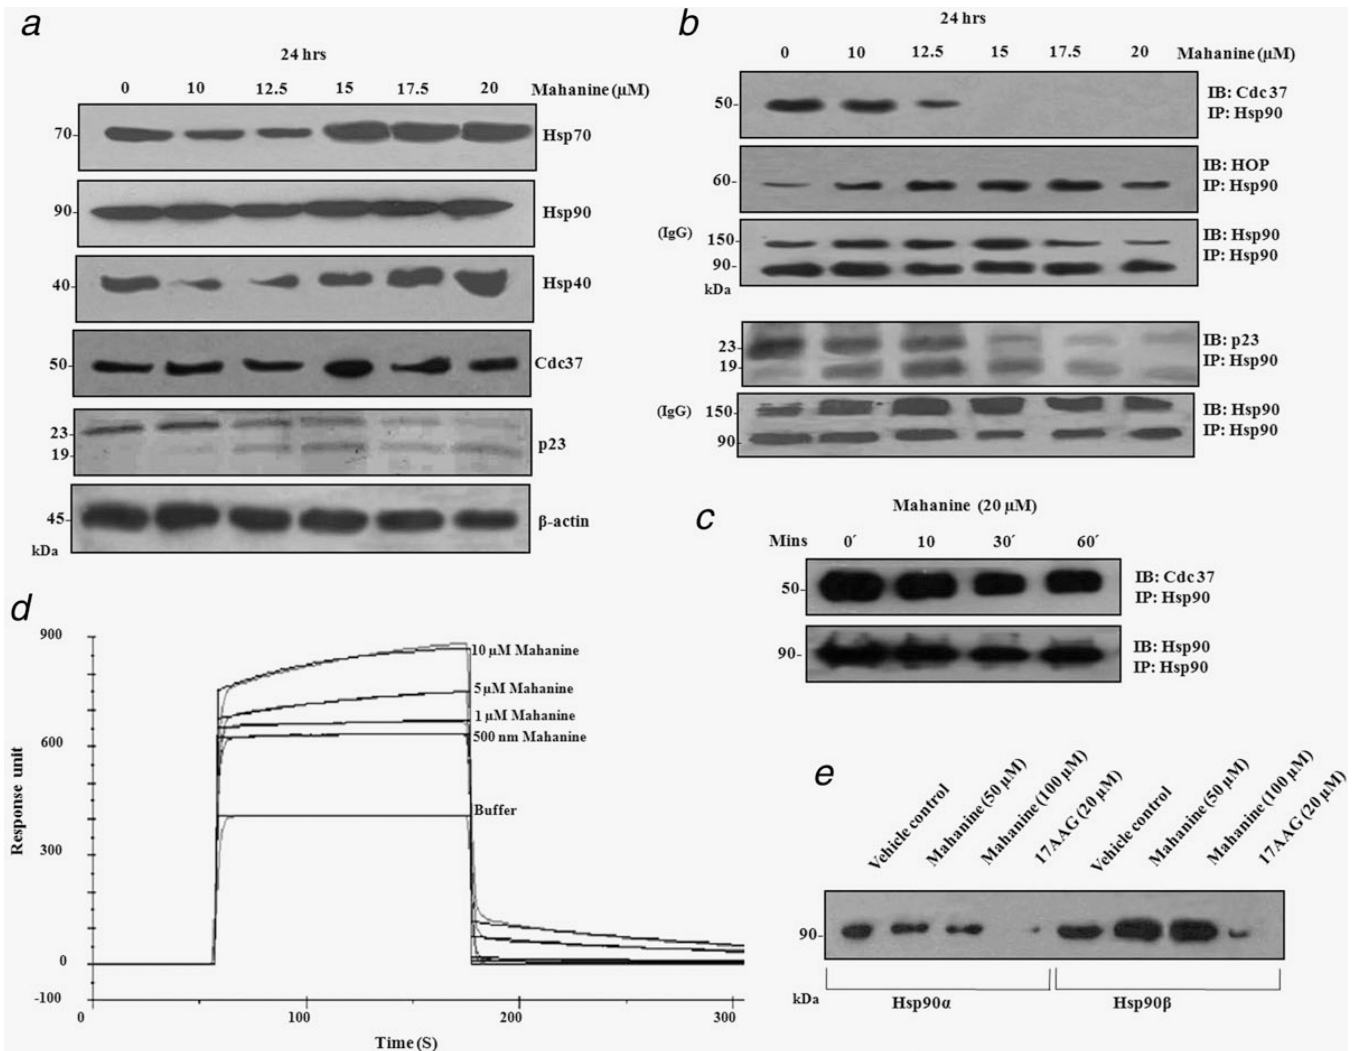 a
24 hrs
0 10 12.5 15 17.5 20 Mahanine (µM)
70- Hsp70
90- Hsp90
40- Hsp40
50- Cdc37
23-
19- p23
45- β-actin
kDa
b
24 hrs
0 10 12.5 15 17.5 20 Mahanine (µM)
50- IB: Cdc37
IP: Hsp90
60- IB: HOP
IP: Hsp90
(IgG) 150- IB: Hsp90
90- IP: Hsp90
kDa
23- IB: p23
19- IP: Hsp90
(IgG) 150- IB: Hsp90
90- IP: Hsp90
c
Mahanine (20 µM)
Mins 0´ 10 30´ 60´
50- IB: Cdc37
IP: Hsp90
90- IB: Hsp90
IP: Hsp90
d
900
600
300
0
-100
Response unit
10 µM Mahanine
5 µM Mahanine
1 µM Mahanine
500 nm Mahanine
Buffer
0 100 200 300
Time (S)
e
Vehicle control
Mahanine (50 µM)
Mahanine (100 µM)
17AAG (20 µM)
Vehicle control
Mahanine (50 µM)
Mahanine (100 µM)
17AAG (20 µM)
90-
kDa
Hsp90α Hsp90β